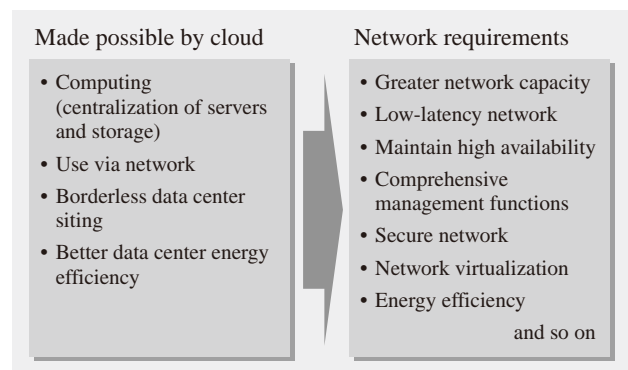 Made possible by cloud
• Computing
(centralization of servers
and storage)
• Use via network
• Borderless data center
siting
• Better data center energy
efficiency
Network requirements
• Greater network capacity
• Low-latency network
• Maintain high availability
• Comprehensive
management functions
• Secure network
• Network virtualization
• Energy efficiency
and so on